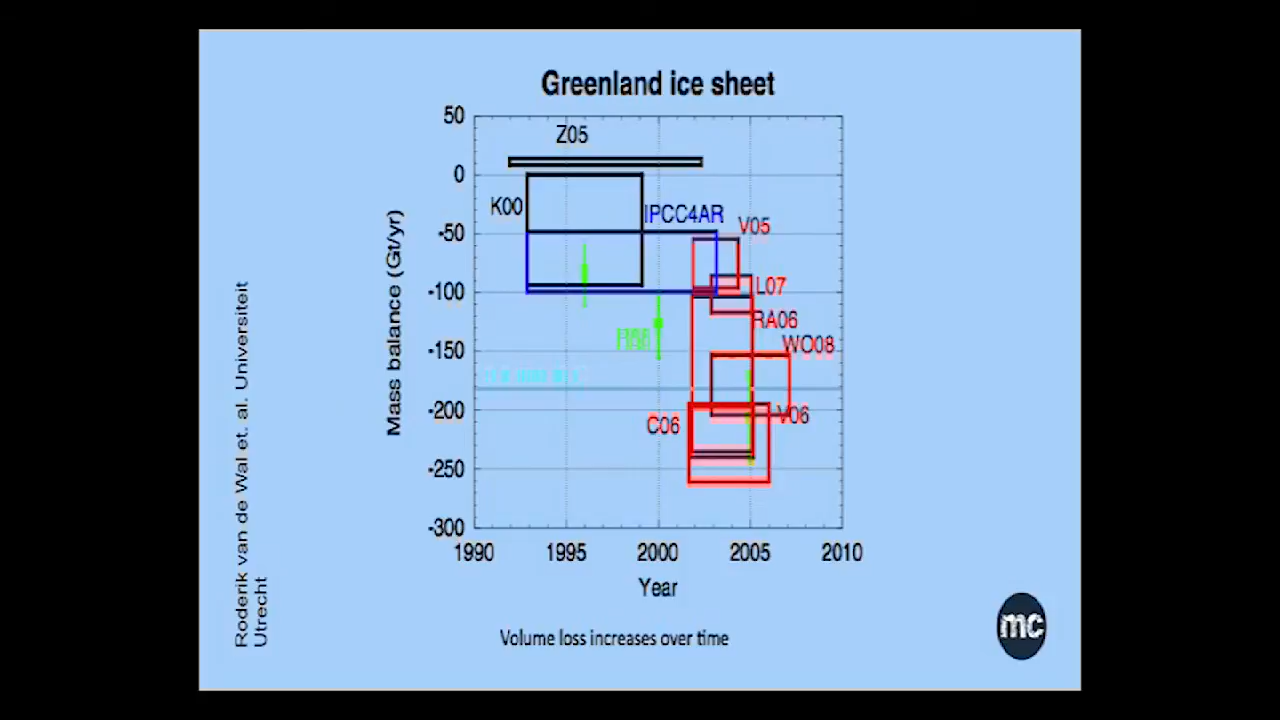 Greenland ice sheet
50
Z05
0
K00
IPCC4AR
-50
V05
-100
L07
RA06
-150
WO08
-200
V06
C06
-250
-300
1990 1995 2000 2005 2010
Year
Mass balance (Gt/yr)
Roderik van de Wal et. al. Universiteit
Utrecht
Volume loss increases over time
mc